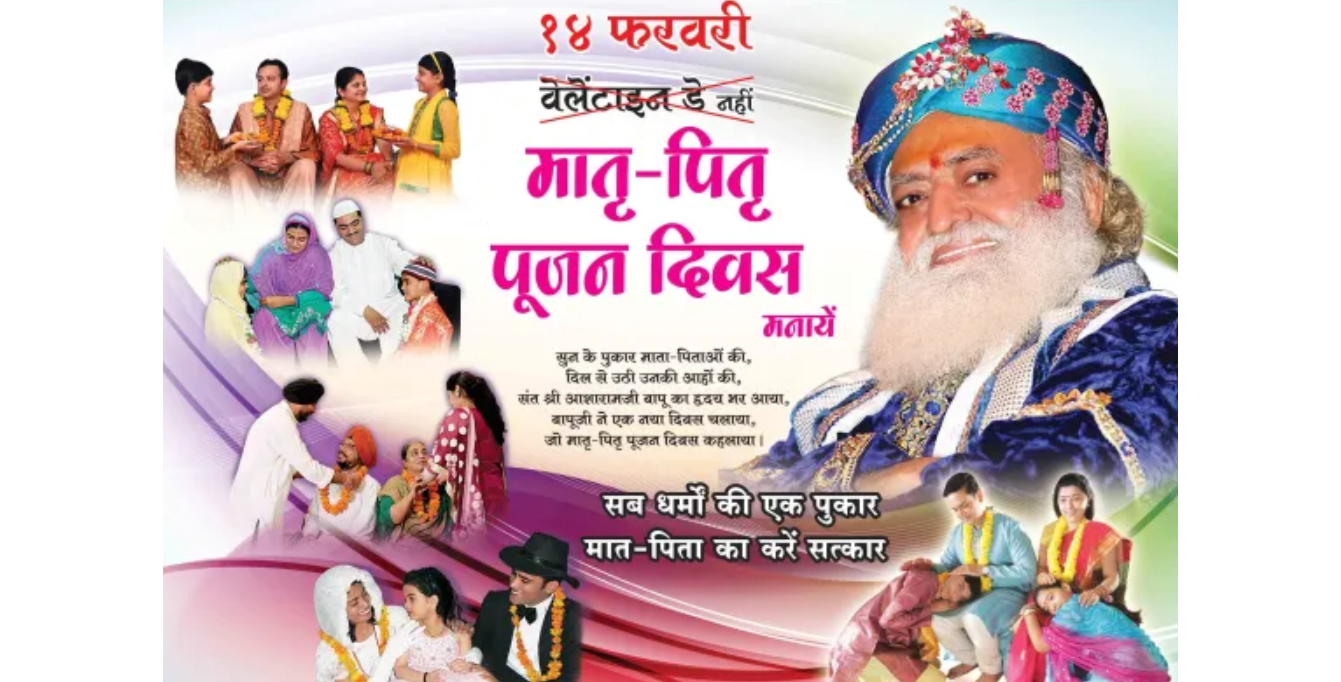 १४ फरवरी
वेलेंटाइन डे नहीं
मातृ-पितृ
पूजन दिवस
मनायें
सुन के पुकार माता-पिताओं की,
दिल से उठी उनकी आहों की,
संत श्री आशारामजी बापू का हृदय भर आया,
बापूजी ने एक नया दिवस चलाया,
जो मातृ-पितृ पूजन दिवस कहलाया।
सब धर्मों की एक पुकार
मात-पिता का करें सत्कार